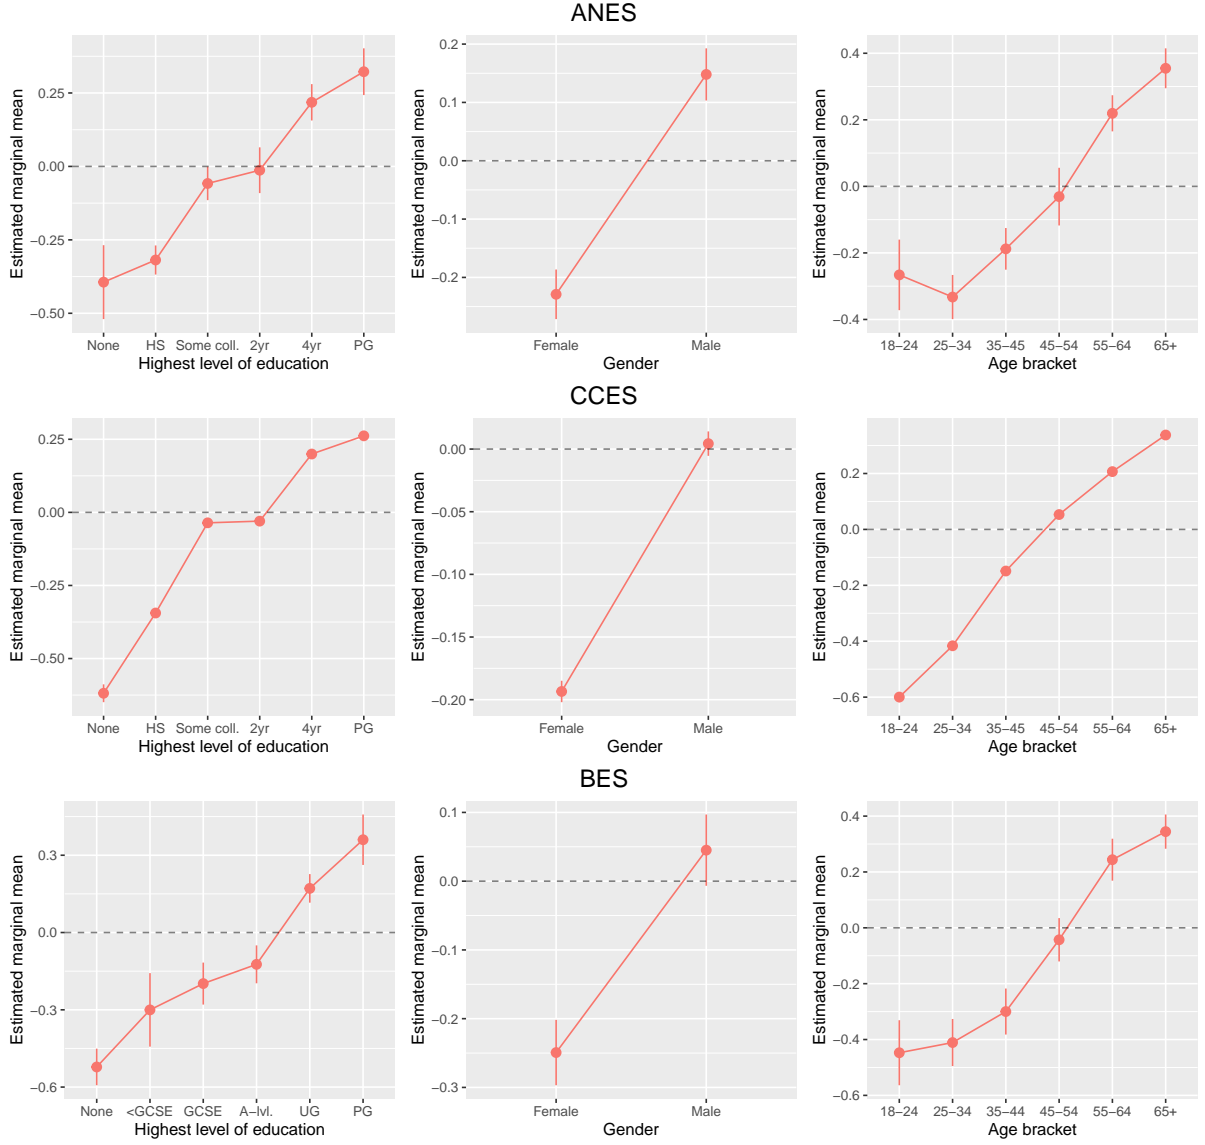 ANES
Estimated marginal mean
0.25
0.00
−0.25
−0.50
None HS Some coll. 2yr 4yr PG
Highest level of education
Estimated marginal mean
0.2
0.1
0.0
−0.1
−0.2
Female Male
Gender
Estimated marginal mean
0.4
0.2
0.0
−0.2
−0.4
18−24 25−34 35−45 45−54 55−64 65+
Age bracket
CCES
Estimated marginal mean
0.25
0.00
−0.25
−0.50
None HS Some coll. 2yr 4yr PG
Highest level of education
Estimated marginal mean
0.00
−0.05
−0.10
−0.15
−0.20
Female Male
Gender
Estimated marginal mean
0.2
0.0
−0.2
−0.4
−0.6
18−24 25−34 35−45 45−54 55−64 65+
Age bracket
BES
Estimated marginal mean
0.3
0.0
−0.3
−0.6
None <GCSE GCSE A−lvl. UG PG
Highest level of education
Estimated marginal mean
0.1
0.0
−0.1
−0.2
−0.3
Female Male
Gender
Estimated marginal mean
0.4
0.2
0.0
−0.2
−0.4
−0.6
18−24 25−34 35−44 45−54 55−64 65+
Age bracket